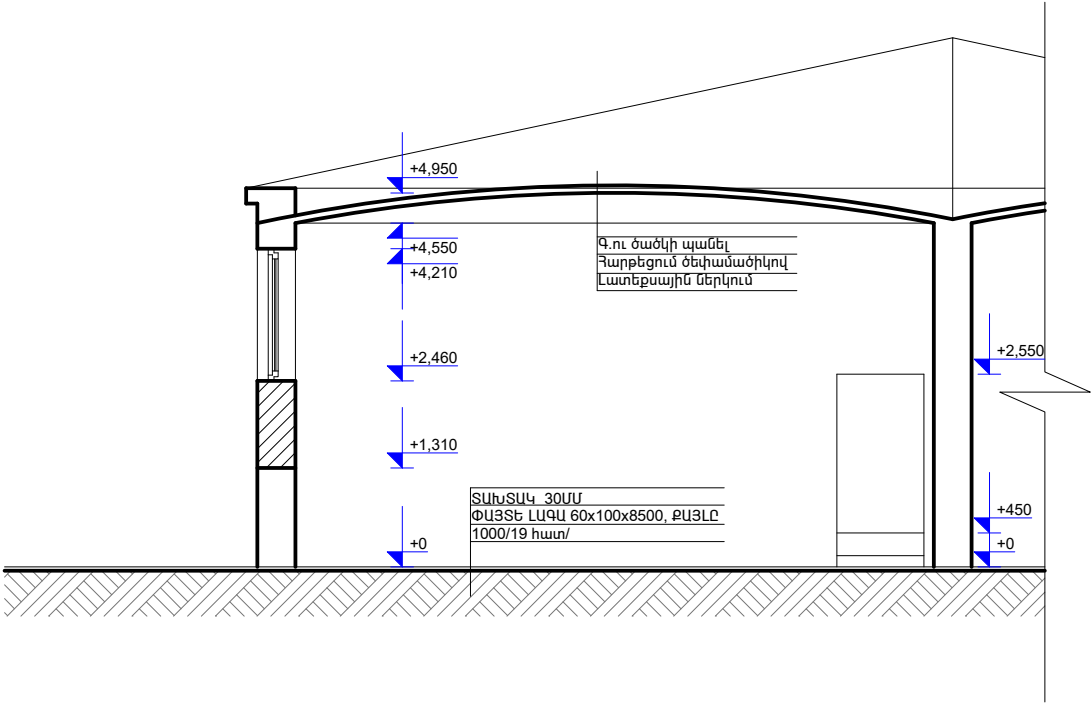 +4,950
+4,550
+4,210
Գ.ու ծածկի պանել
Հարթեցում ծեփամածիկով
Լատեքսային ներկում
+2,550
+2,460
+1,310
ՏԱԽՏԱԿ 30ՄՄ
ՓԱՅՏԵ ԼԱԳԱ 60x100x8500, ՔԱՅԼԸ
1000/19 հատ/
+450
+0
+0